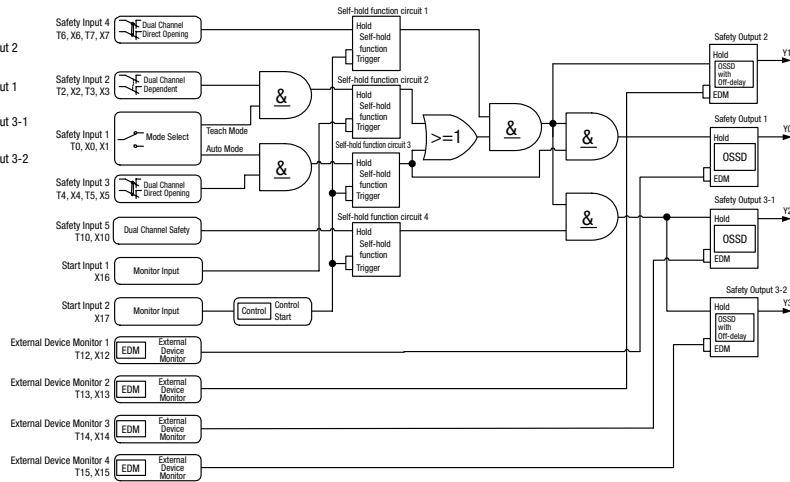 ut 2
ut 1
ut 3-1
ut 3-2
Safety Input 4
T6, X6, T7, X7
Dual Channel
Direct Opening
Safety Input 2
T2, X2, T3, X3
Dual Channel
Dependent
Safety Input 1
T0, X0, X1
Mode Select
Teach Mode
Auto Mode
Safety Input 3
T4, X4, T5, X5
Dual Channel
Direct Opening
Safety Input 5
T10, X10
Dual Channel Safety
Start Input 1
X16
Monitor Input
Start Input 2
X17
Monitor Input
Control
Control
Start
External Device Monitor 1
T12, X12
EDM
External
Device
Monitor
External Device Monitor 2
T13, X13
EDM
External
Device
Monitor
External Device Monitor 3
T14, X14
EDM
External
Device
Monitor
External Device Monitor 4
T15, X15
EDM
External
Device
Monitor
&
&
Self-hold function circuit 1
Hold
Self-hold
function
Trigger
Self-hold function circuit 2
Hold
Self-hold
function
Trigger
Self-hold function circuit 3
Hold
Self-hold
function
Trigger
Self-hold function circuit 4
Hold
Self-hold
function
Trigger
>=1
&
&
&
Safety Output 2
Hold
OSSD
with
Off-delay
EDM
Y1
Safety Output 1
Hold
OSSD
EDM
Y0
Safety Output 3-1
Hold
OSSD
EDM
Y2
Safety Output 3-2
Hold
OSSD
with
Off-delay
EDM
Y3